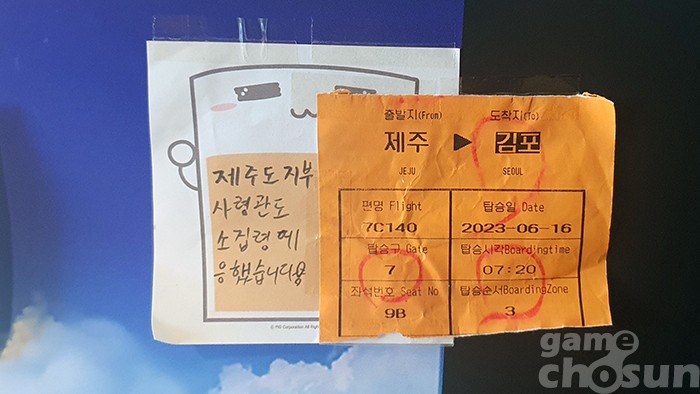 제주도 지부
사령관도
소집령에
응했습니다용
출발지(From) 도착지(To)
제주 ▶ 김포
JEJU SEOUL
편명 Flight 탑승일 Date
7C140 2023-06-16
탑승구 Gate 탑승시각Boardingtime
7 07:20
좌석번호 Seat No 탑승순서BoardingZone
9B 3
game
chosun